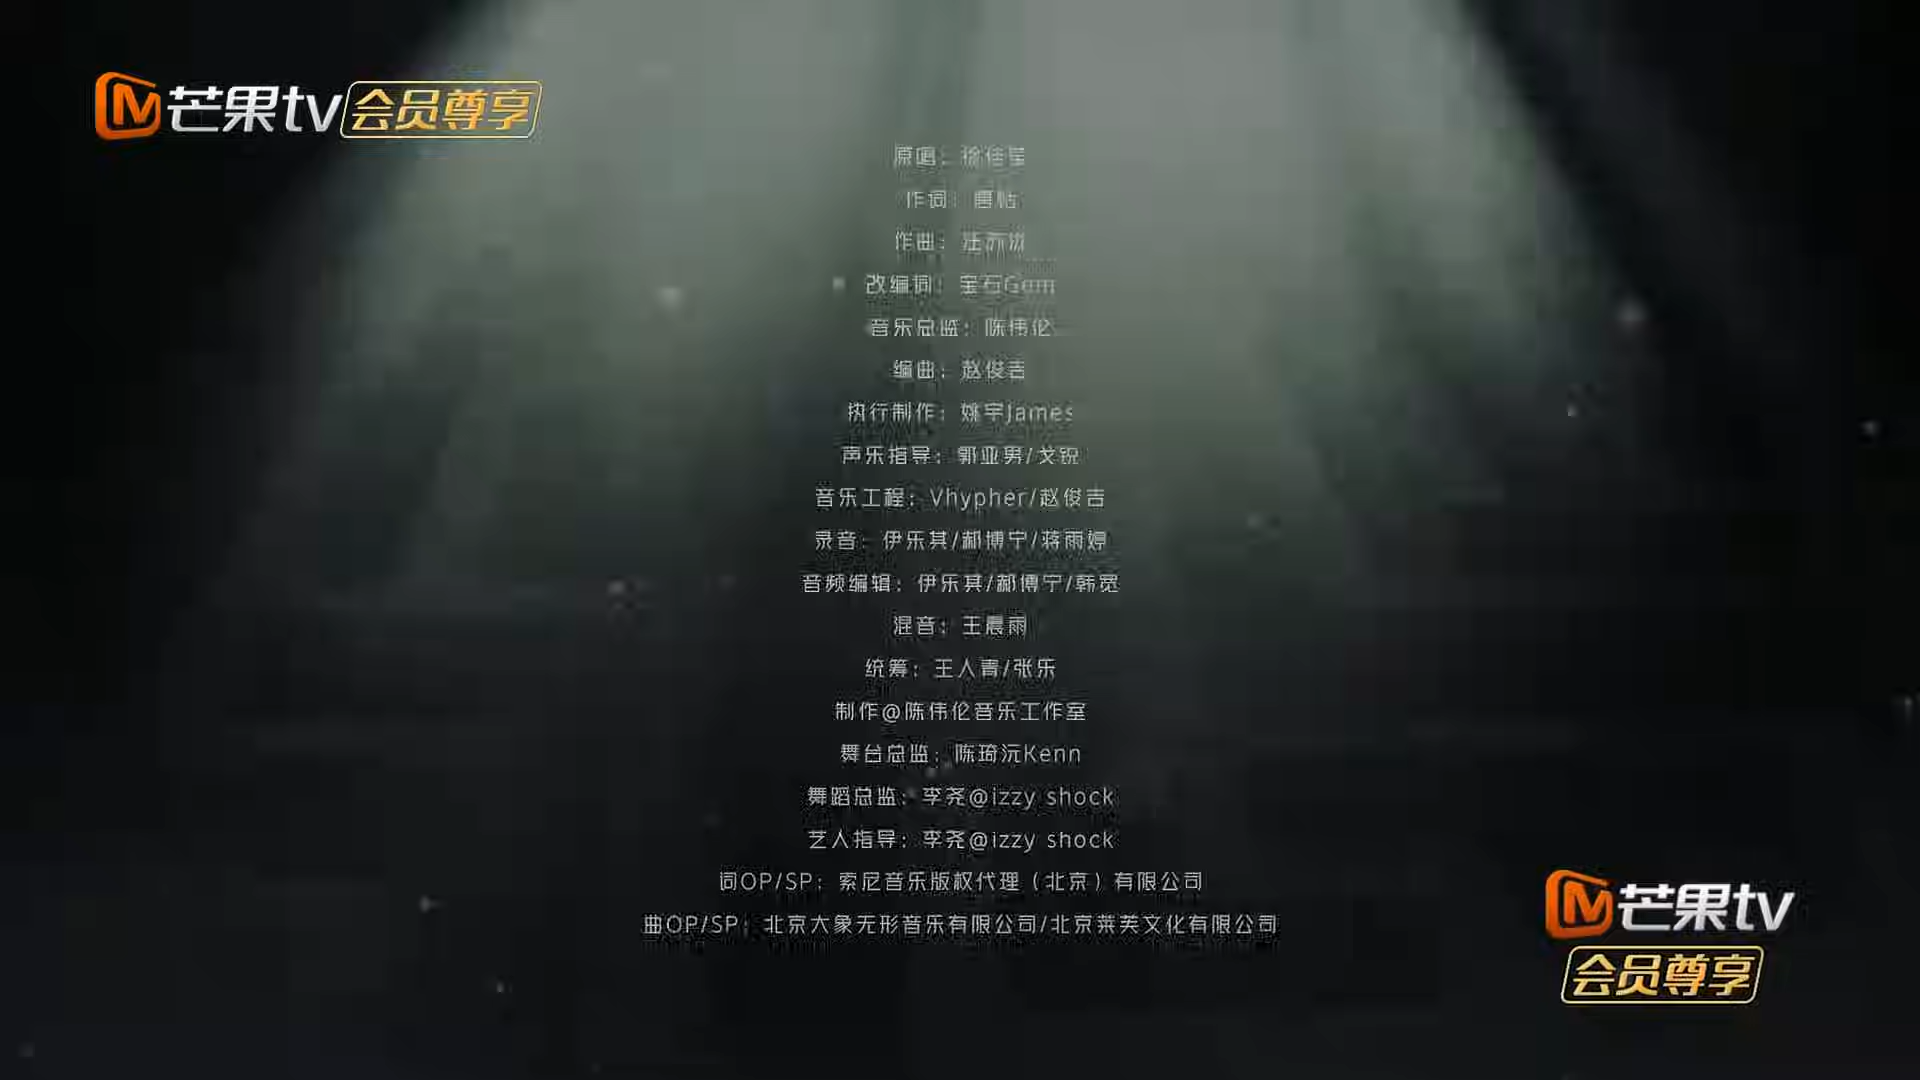 芒果tv会员尊享
原唱：徐佳莹
作词：唐恬
作曲：汪苏泷
改编词：宝石Gem
音乐总监：陈伟伦
编曲：赵俊吉
执行制作：姚宇James
声乐指导：郭亚男/戈锐
音乐工程：Vhypher/赵俊吉
录音：伊乐其/郝博宁/蒋雨婷
音频编辑：伊乐其/郝博宁/韩宽
混音：王晨雨
统筹：王人青/张乐
制作@陈伟伦音乐工作室
舞台总监：陈琦沅Kenn
舞蹈总监：李尧@izzy shock
艺人指导：李尧@izzy shock
词OP/SP：索尼音乐版权代理（北京）有限公司
曲OP/SP：北京大象无形音乐有限公司/北京莱芙文化有限公司
芒果tv
会员尊享